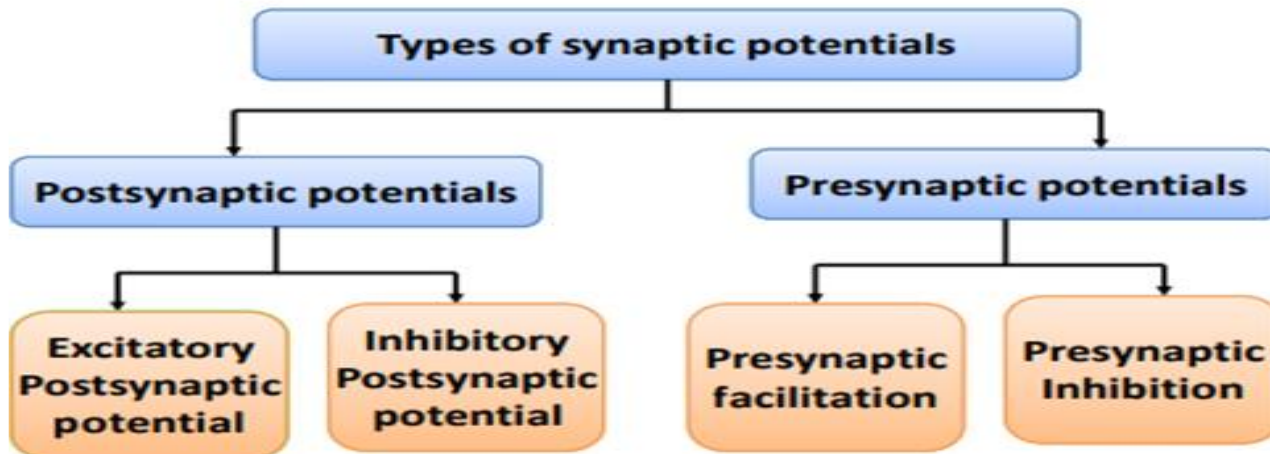 Types of synaptic potentials
Postsynaptic potentials
Presynaptic potentials
Excitatory
Postsynaptic
potential
Inhibitory
Postsynaptic
potential
Presynaptic
facilitation
Presynaptic
Inhibition